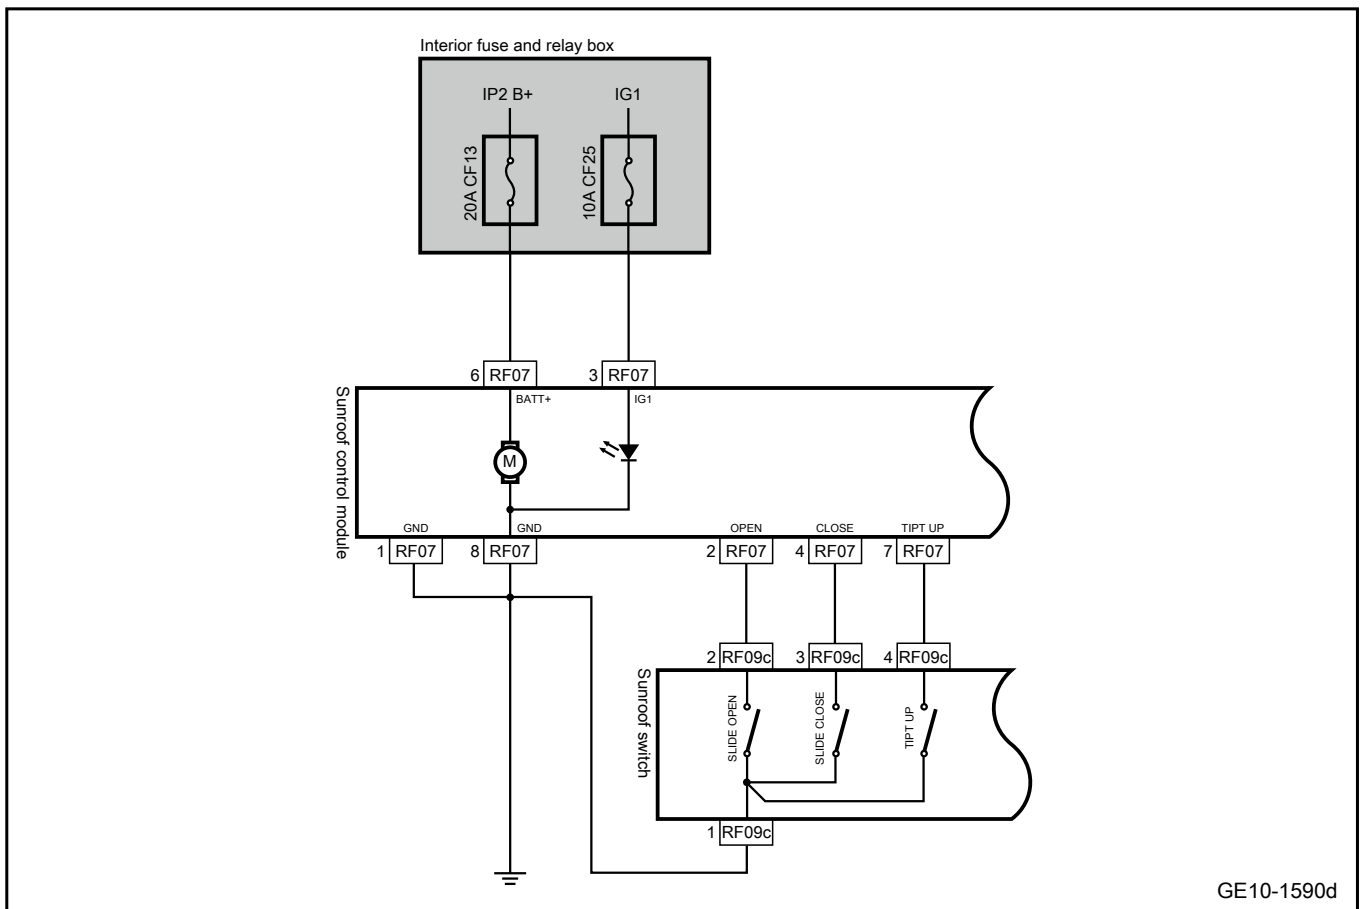 Interior fuse and relay box
IP2 B+
IG1
20A CF13
10A CF25
6 RF07
3 RF07
BATT+
IG1
Sunroof control module
M
GND
GND
OPEN
CLOSE
TIPT UP
1 RF07
8 RF07
2 RF07
4 RF07
7 RF07
2 RF09c
3 RF09c
4 RF09c
Sunroof switch
SLIDE OPEN
SLIDE CLOSE
TIPT UP
1 RF09c
GE10-1590d